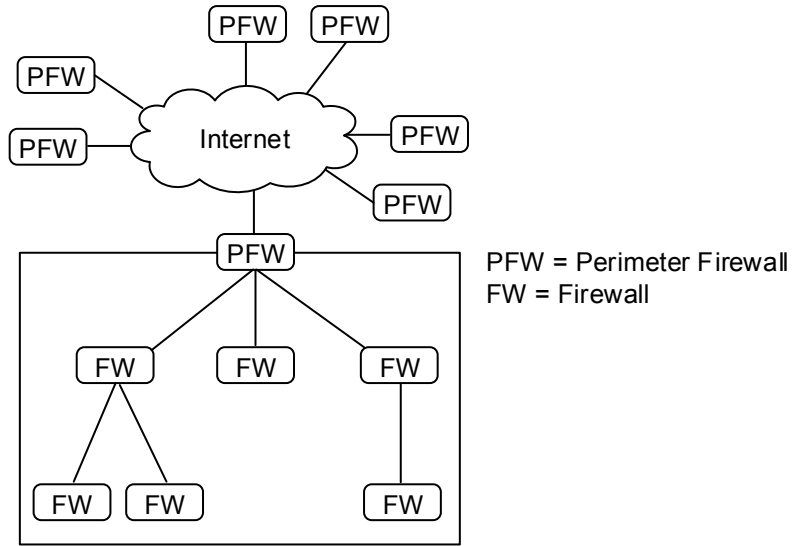 PFW
PFW
PFW
PFW
Internet
PFW
PFW
PFW
PFW = Perimeter Firewall
FW = Firewall
FW
FW
FW
FW
FW
FW